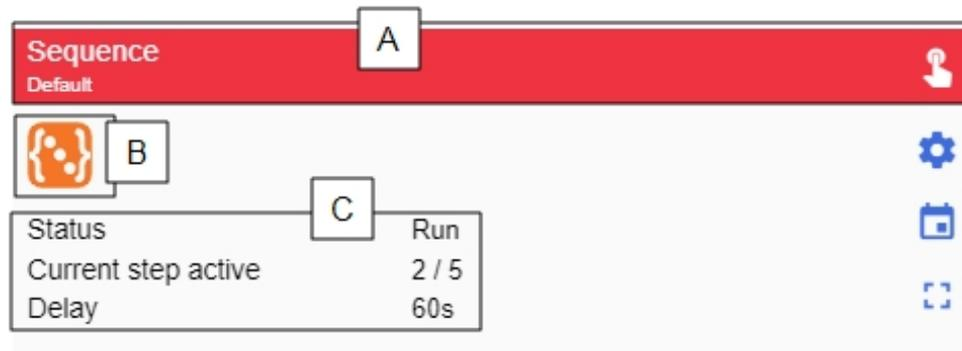 A
Sequence
Default
B
C
Status Run
Current step active 2 / 5
Delay 60s